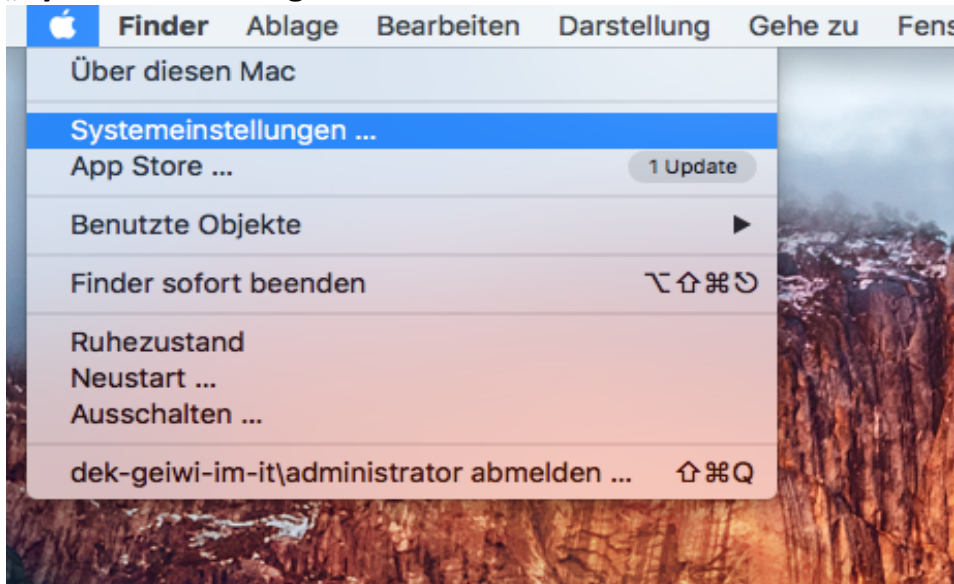 Finder Ablage Bearbeiten Darstellung Gehe zu Fens
Über diesen Mac
Systemeinstellungen ...
App Store ... 1 Update
Benutzte Objekte ▶
Finder sofort beenden ⌥⇧⌘⎋
Ruhezustand
Neustart ...
Ausschalten ...
dek-geiwi-im-it\administrator abmelden ... ⇧⌘Q